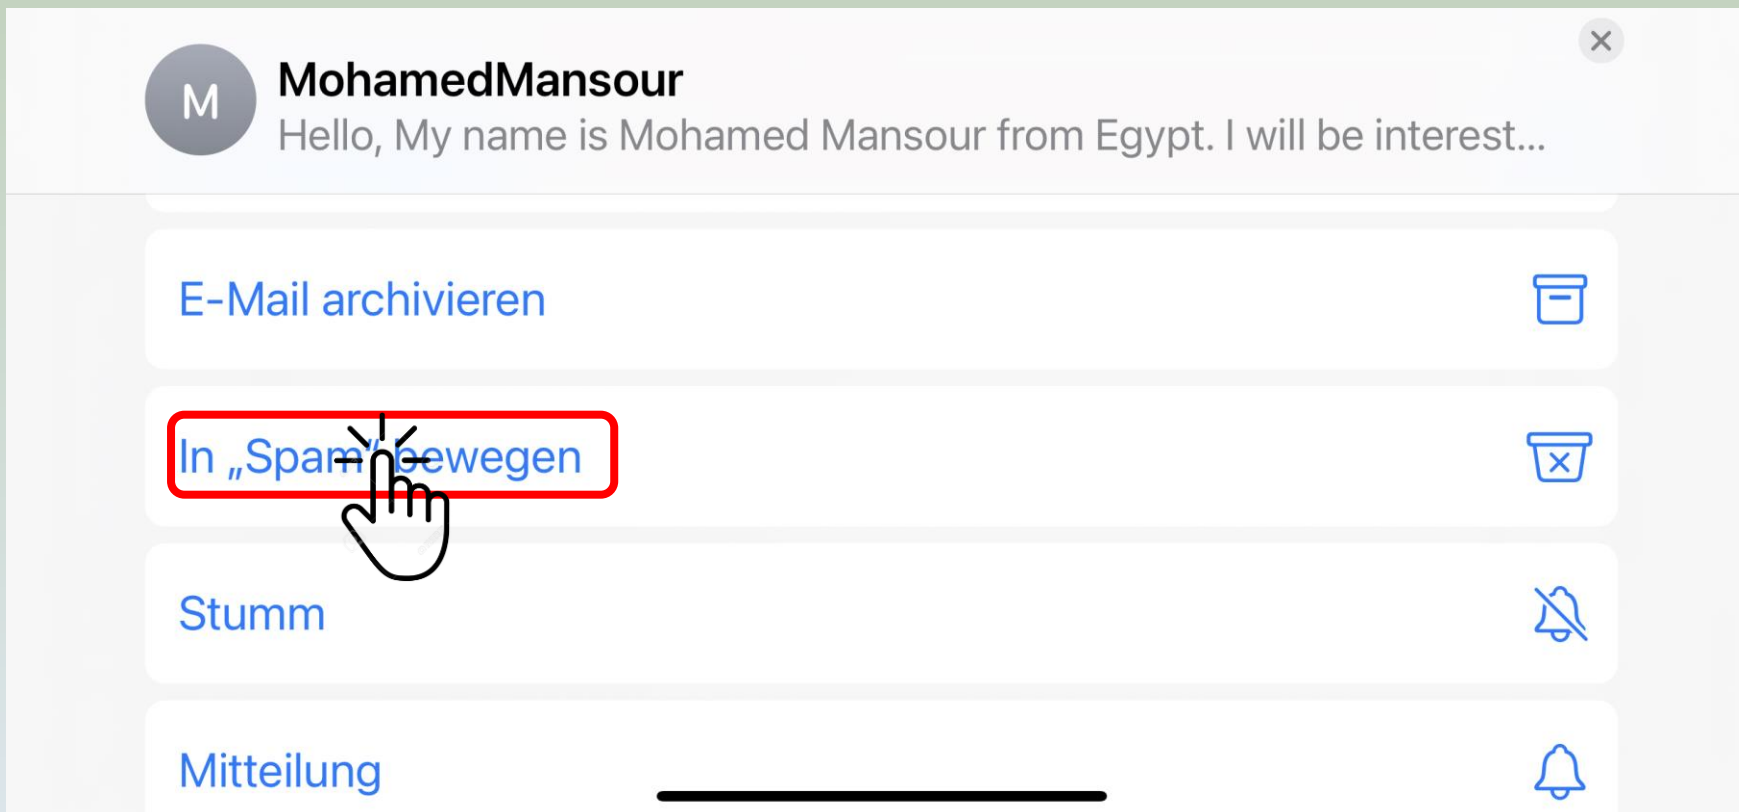 M
MohamedMansour
Hello, My name is Mohamed Mansour from Egypt. I will be interest...
E-Mail archivieren
In „Spam“ bewegen
Stumm
Mitteilung